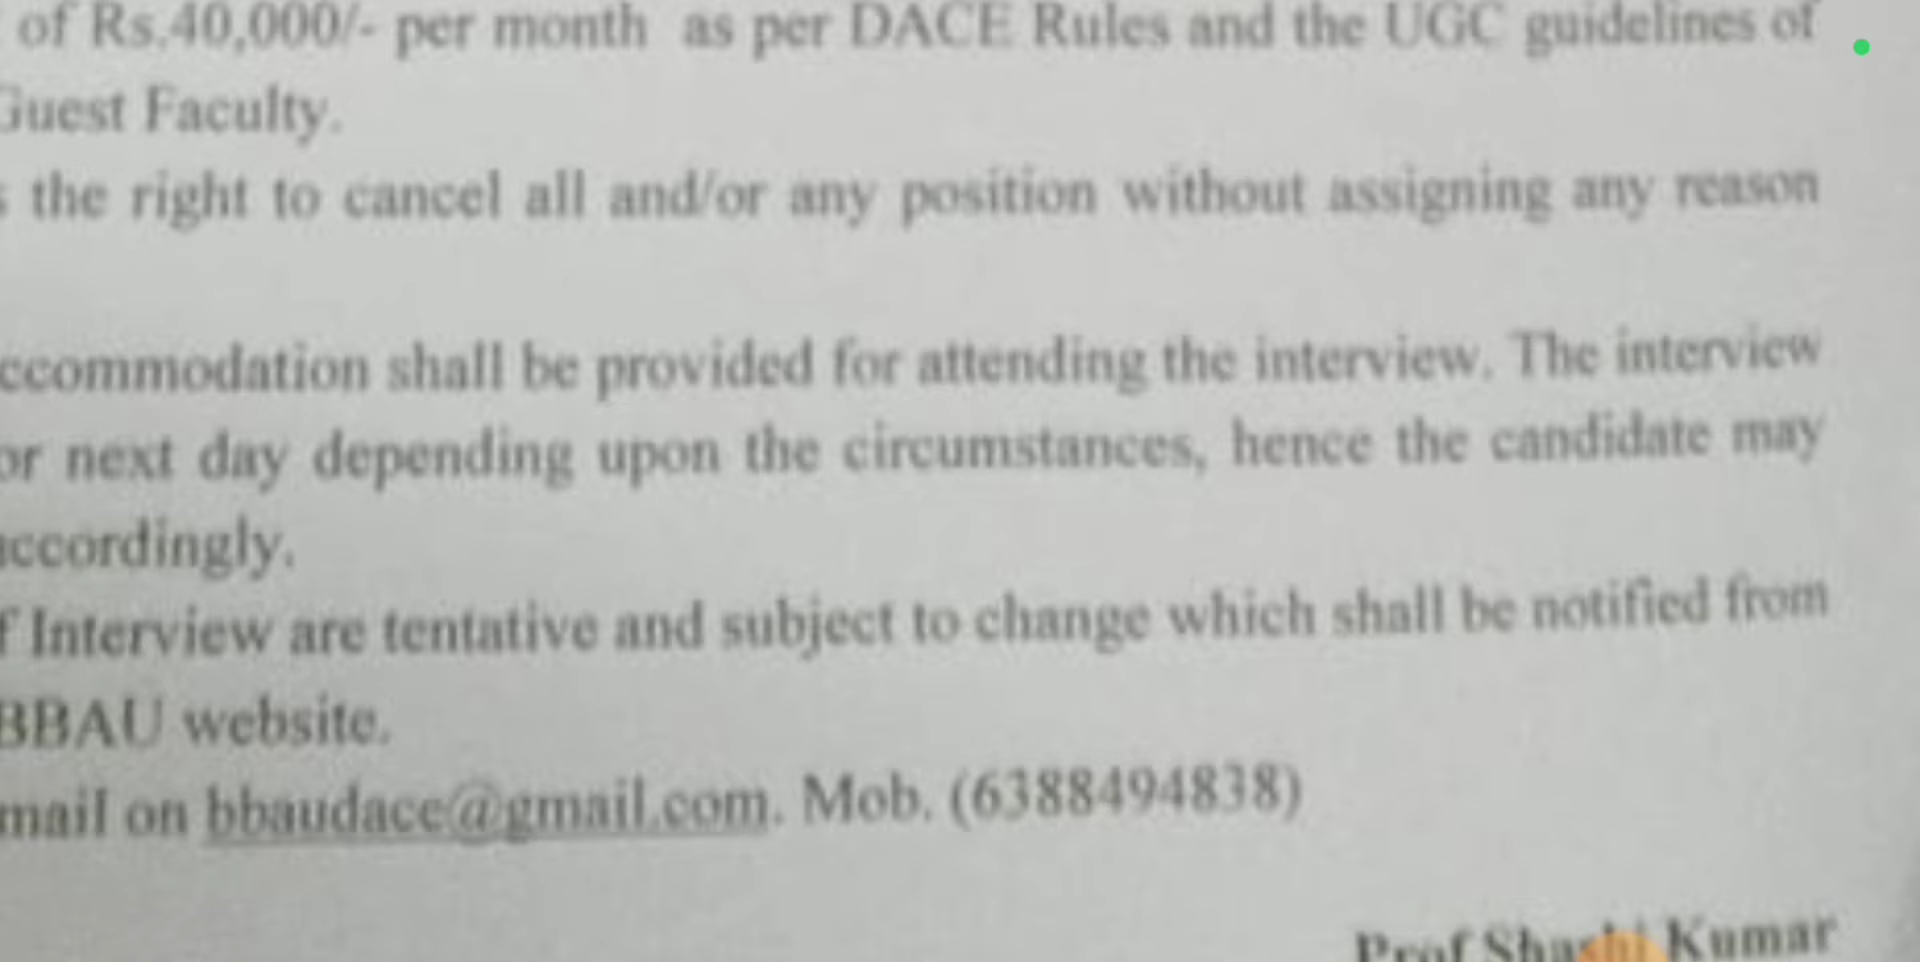 of Rs.40,000/- per month as per DACE Rules and the UGC guidelines of
Guest Faculty.
the right to cancel all and/or any position without assigning any reason
ccommodation shall be provided for attending the interview. The interview
or next day depending upon the circumstances, hence the candidate may
accordingly.
f Interview are tentative and subject to change which shall be notified from
BBAU website.
mail on bbaudace@gmail.com. Mob. (6388494838)
Prof Shashi Kumar